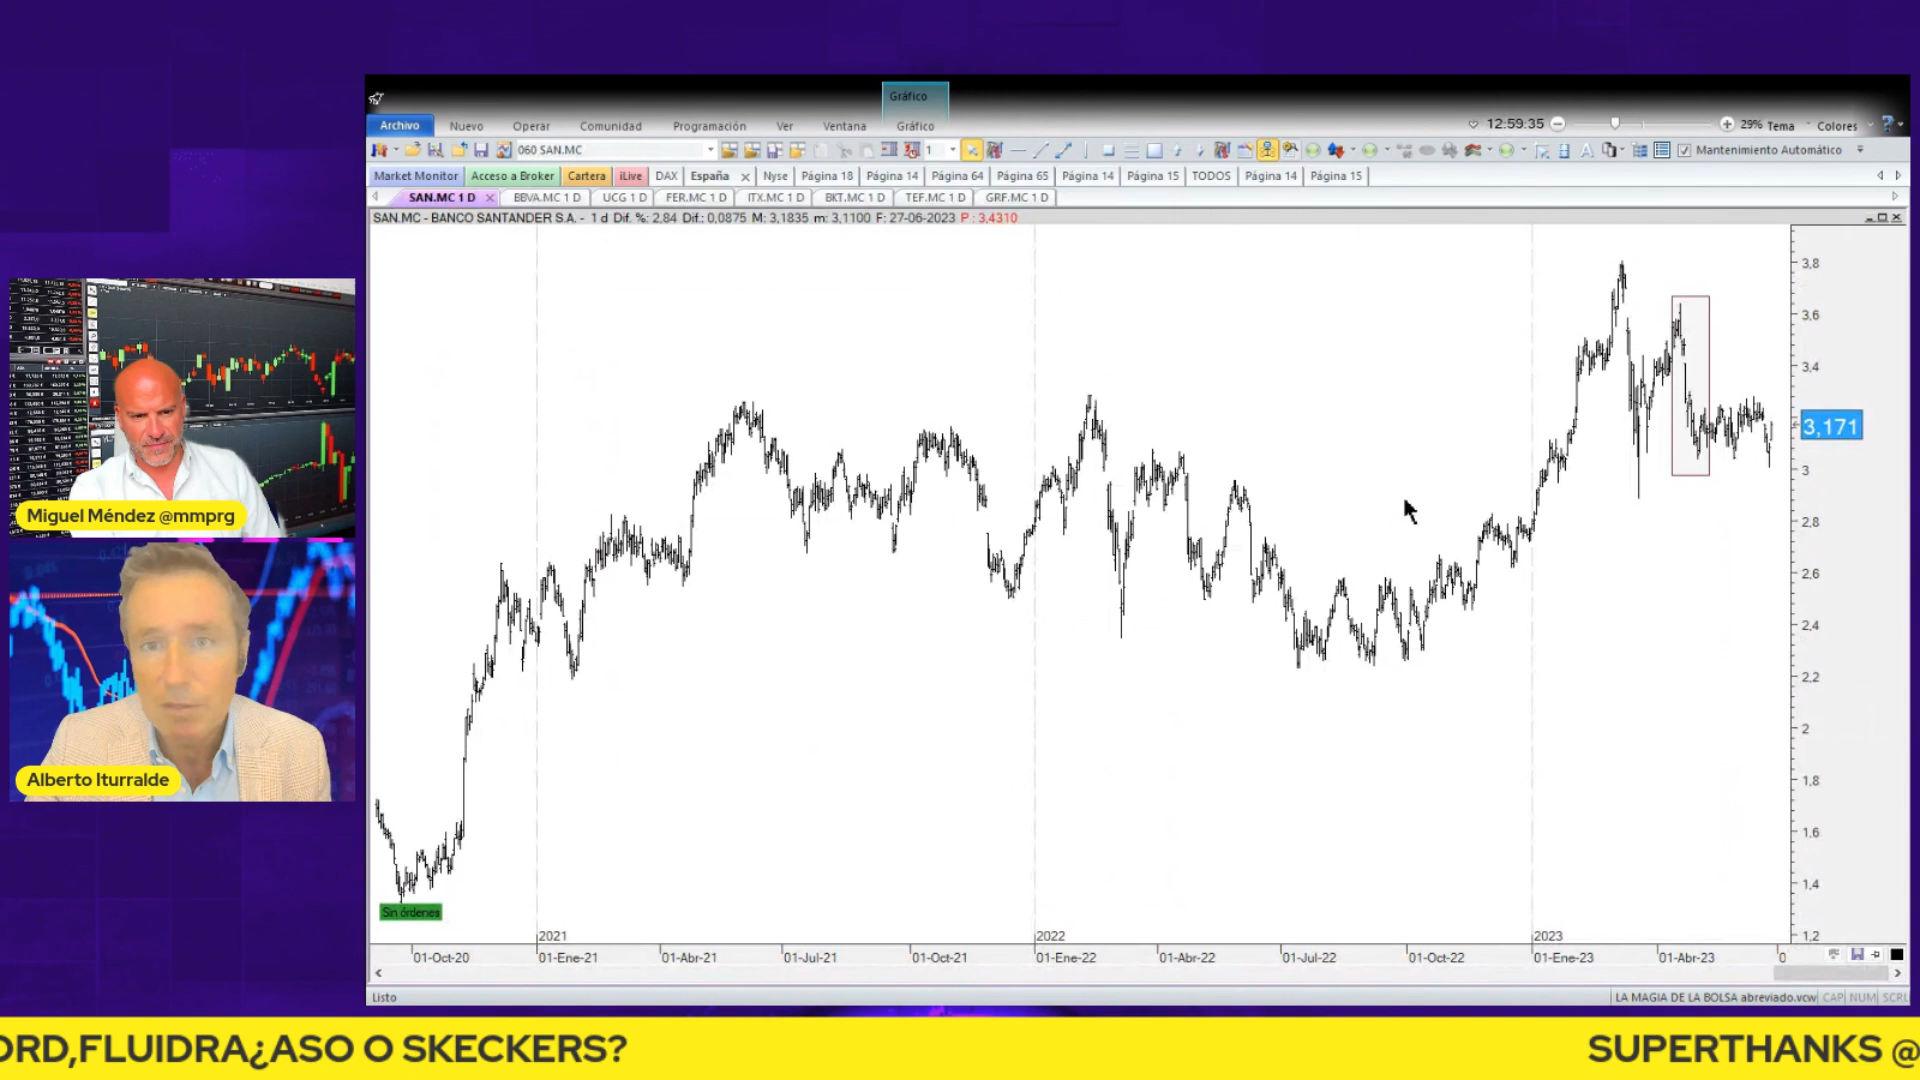 Gráfico
Archivo Nuevo Operar Comunidad Programación Ver Ventana Gráfico 12:59:35 29% Tema Colores
060 SAN.MC 1 Mantenimiento Automático
Market Monitor Acceso a Broker Cartera iLive DAX España Nyse Página 18 Página 14 Página 64 Página 65 Página 14 Página 15 TODOS Página 14 Página 15
SAN.MC 1 D BBVA.MC 1 D UCG 1 D FER.MC 1 D ITX.MC 1 D BKT.MC 1 D TEF.MC 1 D GRF.MC 1 D
SAN.MC - BANCO SANTANDER S.A. - 1 d Dif. %: 2,84 Dif.: 0,0875 M: 3,1835 m: 3,1100 F: 27-06-2023 P : 3,4310
3,8
3,6
3,4
3,171
3
2,8
2,6
2,4
2,2
2
1,8
1,6
1,4
1,2
Miguel Méndez @mmprg
Alberto Iturralde
Sin órdenes
2021 2022 2023
01-Oct-20 01-Ene-21 01-Abr-21 01-Jul-21 01-Oct-21 01-Ene-22 01-Abr-22 01-Jul-22 01-Oct-22 01-Ene-23 01-Abr-23 0
Listo LA MAGIA DE LA BOLSA abreviado.vcw CAP NUM SCRL
ORD,FLUIDRA¿ASO O SKECKERS? SUPERTHANKS @